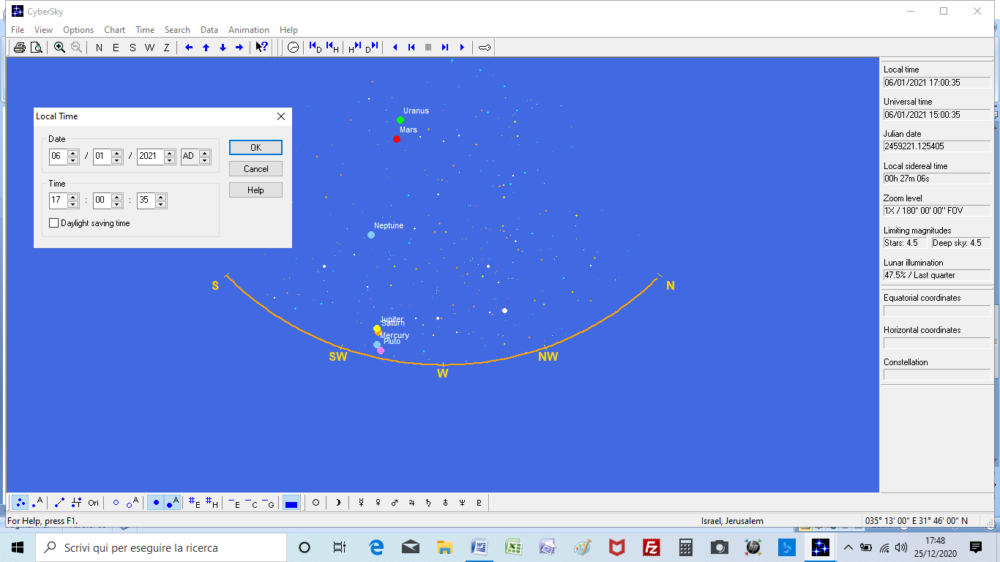 CyberSky
File View Options Chart Time Search Data Animation Help
N E S W Z
D H H D
Local Time
Date
06 / 01 / 2021 AD
Time
17 : 00 : 35
Daylight saving time
OK
Cancel
Help
Uranus
Mars
Neptune
Jupiter
Saturn
Mercury
Pluto
S
SW
W
NW
N
Local time
06/01/2021 17:00:35
Universal time
06/01/2021 15:00:35
Julian date
2459221.125405
Local sidereal time
00h 27m 06s
Zoom level
1X / 180° 00' 00" FOV
Limiting magnitudes
Stars: 4.5 Deep sky: 4.5
Lunar illumination
47.5% / Last quarter
Equatorial coordinates
Horizontal coordinates
Constellation
A Ori A A #E #H E C G
For Help, press F1.
Israel, Jerusalem
035° 13' 00" E 31° 46' 00" N
Scrivi qui per eseguire la ricerca
17:48
25/12/2020